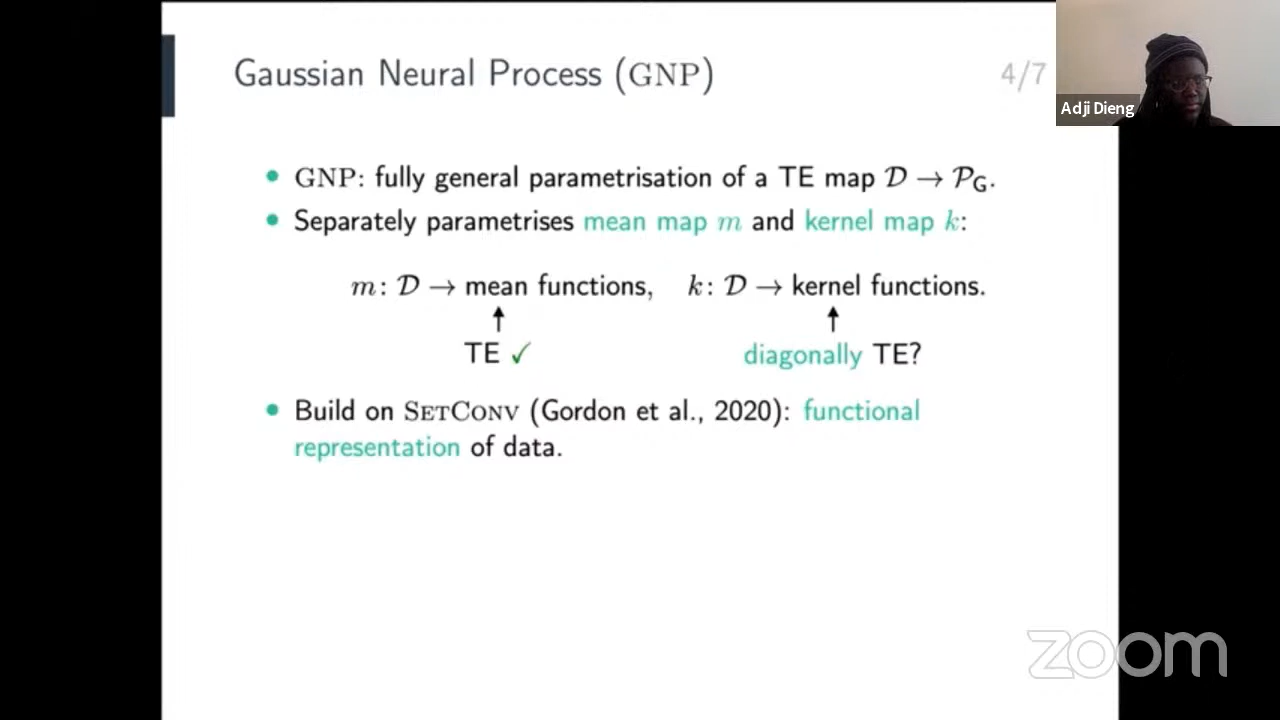 Gaussian Neural Process (GNP)
4/7
Adji Dieng
• GNP: fully general parametrisation of a TE map 𝒟 → 𝒫_G.
• Separately parametrises mean map m and kernel map k:
m: 𝒟 → mean functions, k: 𝒟 → kernel functions.
↑ ↑
TE ✓ diagonally TE?
• Build on SETCONV (Gordon et al., 2020): functional
representation of data.
zoom